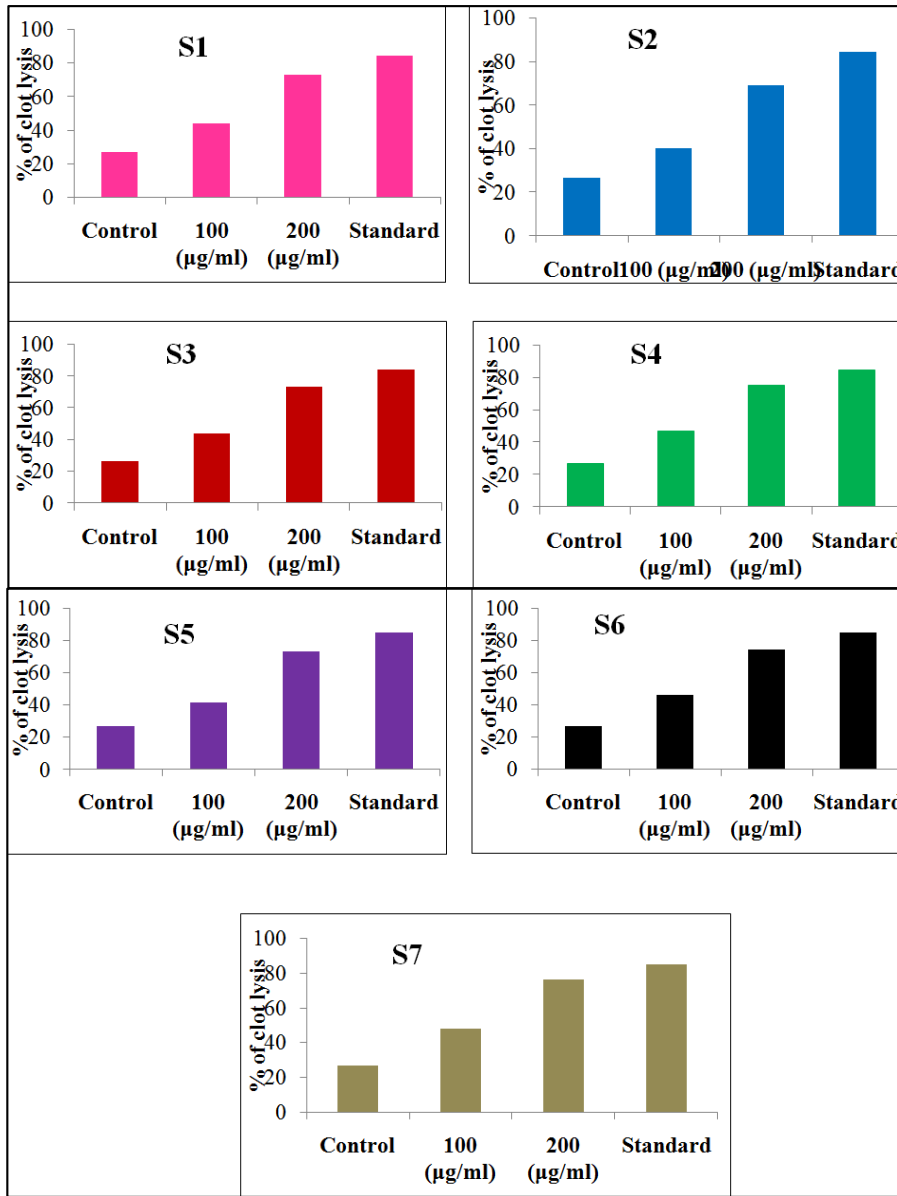 S1
% of clot lysis
100
80
60
40
20
0
Control 100 200 Standard
(µg/ml) (µg/ml)
S2
% of clot lysis
100
80
60
40
20
0
Control 100 (µg/ml) 200 (µg/ml) Standard
S3
% of clot lysis
100
80
60
40
20
0
Control 100 200 Standard
(µg/ml) (µg/ml)
S4
% of clot lysis
100
80
60
40
20
0
Control 100 200 Standard
(µg/ml) (µg/ml)
S5
% of clot lysis
100
80
60
40
20
0
Control 100 200 Standard
(µg/ml) (µg/ml)
S6
% of clot lysis
100
80
60
40
20
0
Control 100 200 Standard
(µg/ml) (µg/ml)
S7
% of clot lysis
100
80
60
40
20
0
Control 100 200 Standard
(µg/ml) (µg/ml)